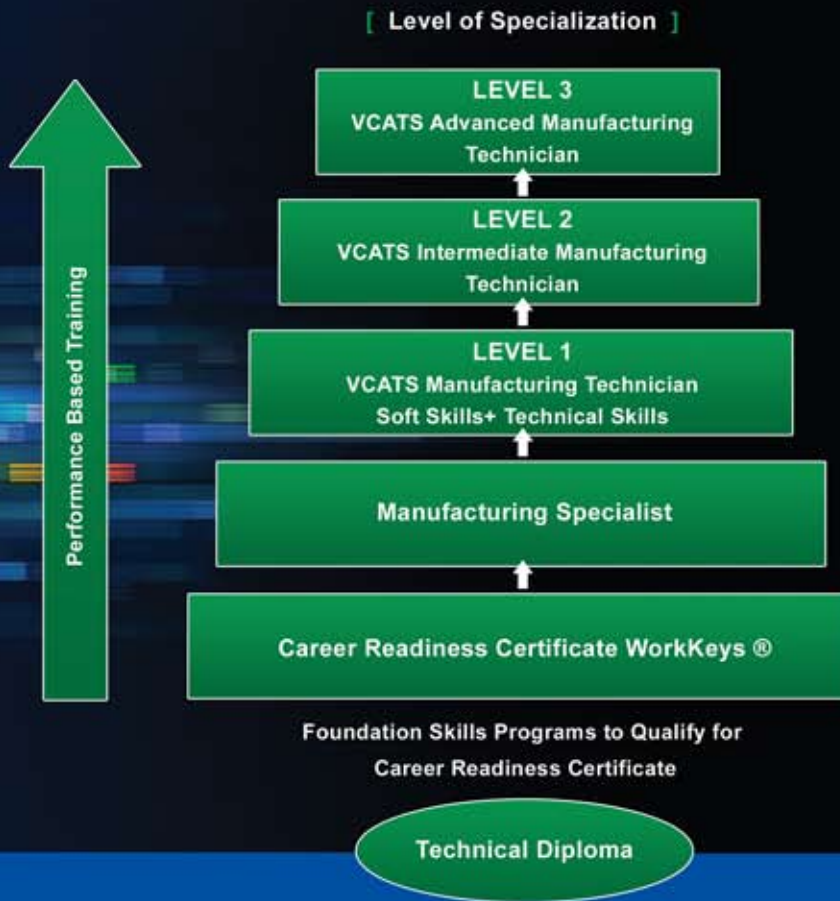 [ Level of Specialization ]
LEVEL 3
VCATS Advanced Manufacturing
Technician
LEVEL 2
VCATS Intermediate Manufacturing
Technician
LEVEL 1
VCATS Manufacturing Technician
Soft Skills+ Technical Skills
Manufacturing Specialist
Career Readiness Certificate WorkKeys ®
Foundation Skills Programs to Qualify for
Career Readiness Certificate
Technical Diploma
Performance Based Training